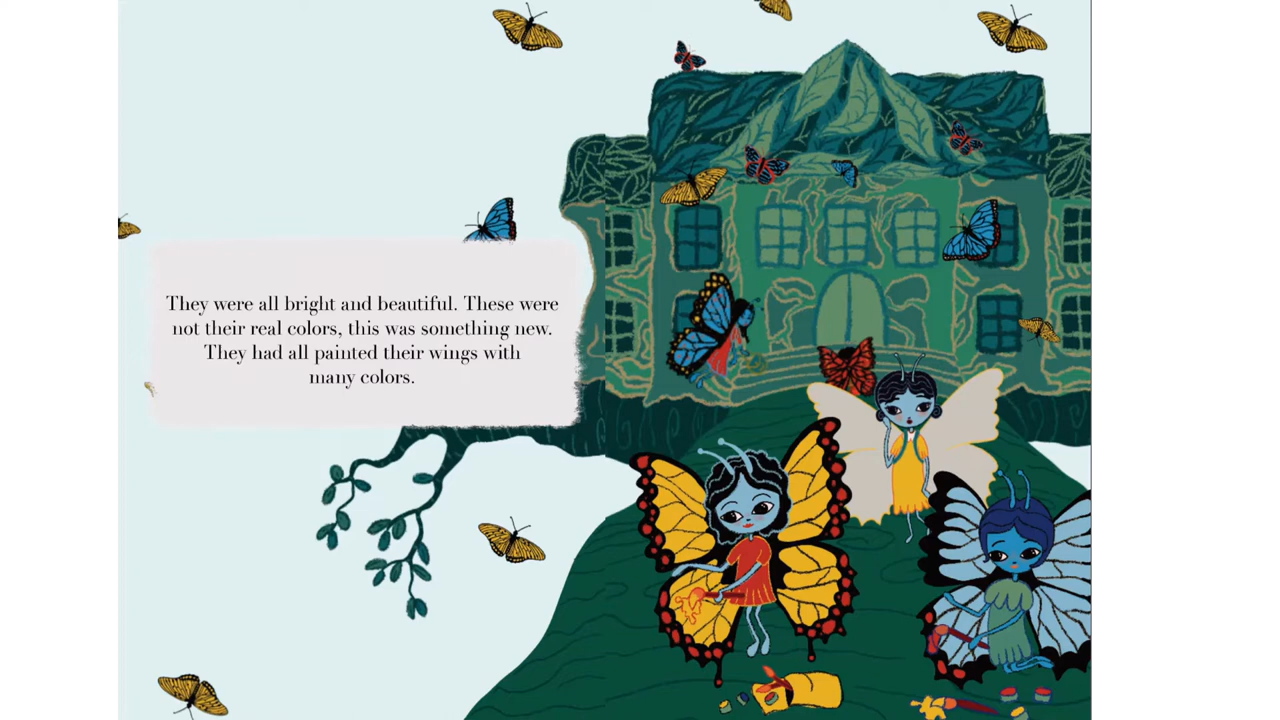 They were all bright and beautiful. These were
not their real colors, this was something new.
They had all painted their wings with
many colors.